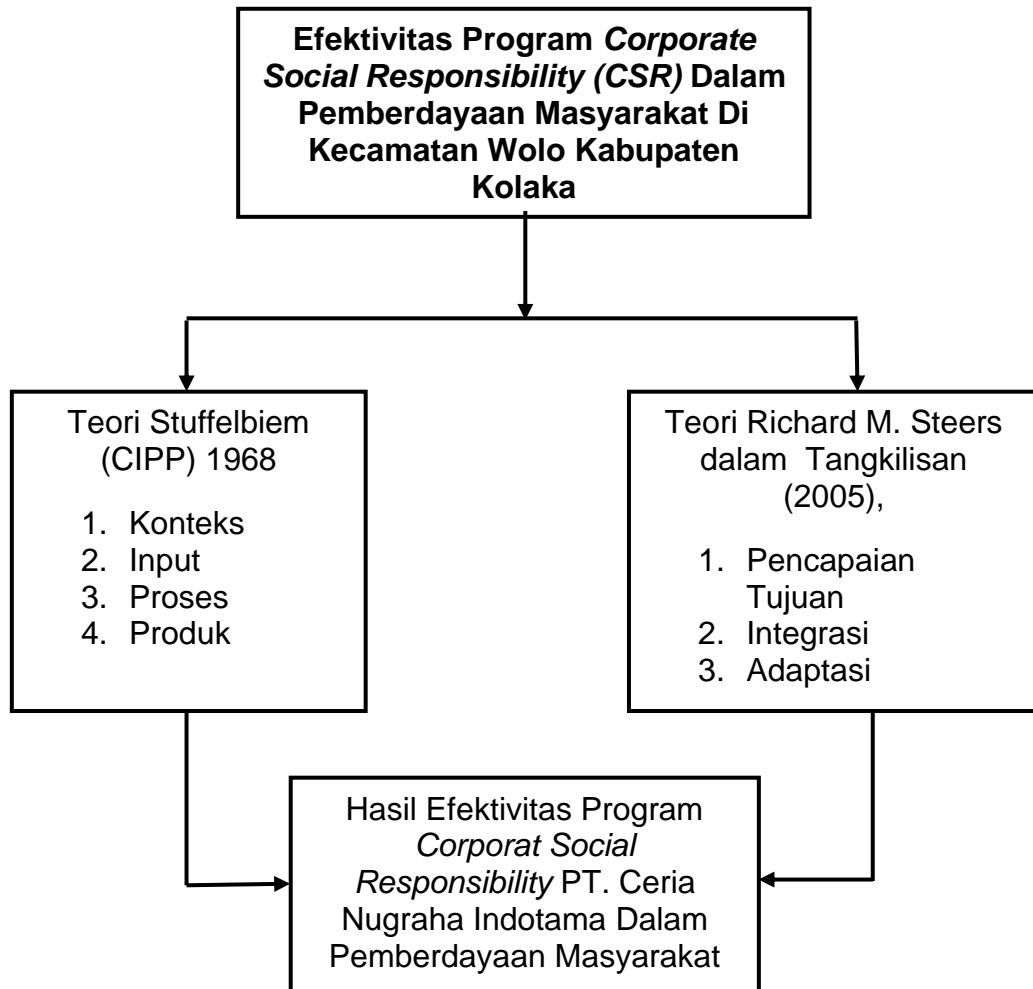 Efektivitas Program Corporate
Social Responsibility (CSR) Dalam
Pemberdayaan Masyarakat Di
Kecamatan Wolo Kabupaten
Kolaka
Teori Stuffelbiem
(CIPP) 1968
1. Konteks
2. Input
3. Proses
4. Produk
Teori Richard M. Steers
dalam Tangkilisan
(2005),
1. Pencapaian
Tujuan
2. Integrasi
3. Adaptasi
Hasil Efektivitas Program
Corporat Social
Responsibility PT. Ceria
Nugraha Indotama Dalam
Pemberdayaan Masyarakat